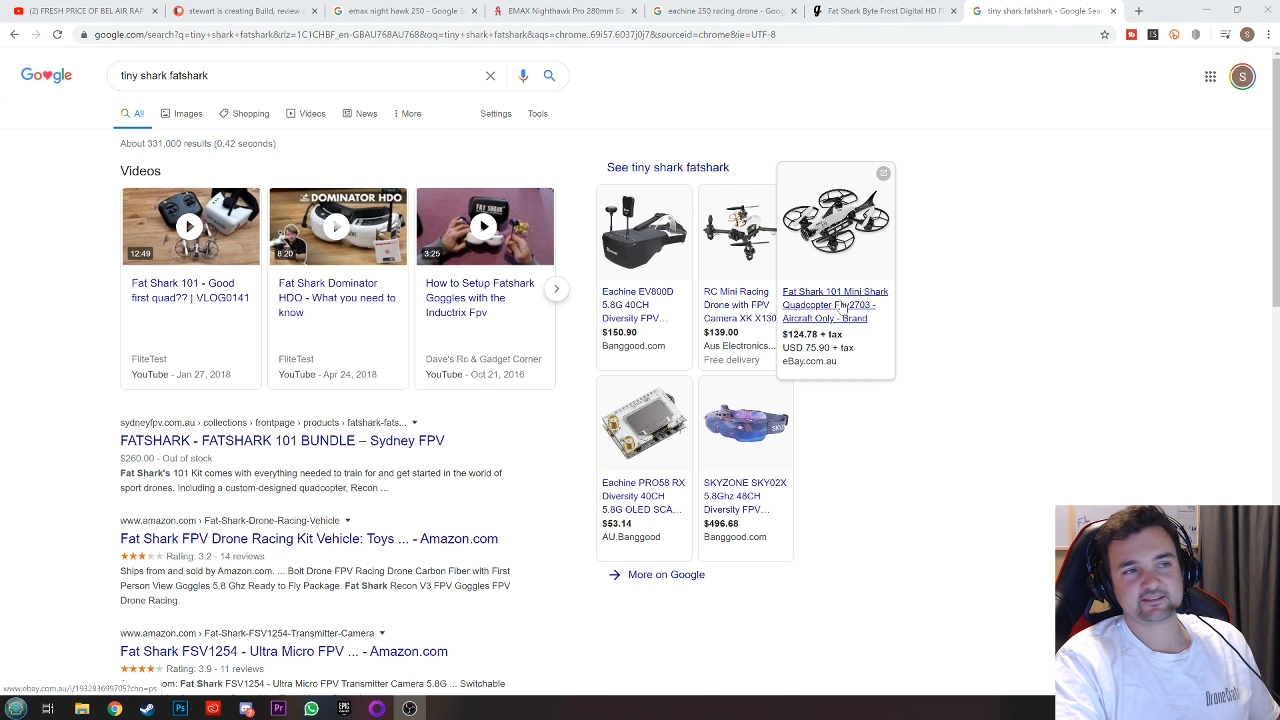 FRESH PRICE OF BEL AIR RAP
stewart is creating Build, review
emax night hawk 250 - Google S
EMAX Nighthawk Pro 280mm Si
eachine 250 racing drone - Goo
Fat Shark Byte Frost Digital HD F
tiny shark fatshark - Google Sear
google.com/search?q=tiny+shark+fatshark&rlz=1C1CHBF_en-GBAU768AU768&oq=tiny+shark+fatshark&aqs=chrome..69i57.6037j0j7&sourceid=chrome&ie=UTF-8
Google
tiny shark fatshark
S
All
Images
Shopping
Videos
News
More
Settings
Tools
About 331,000 results (0.42 seconds)
Videos
12:49
DOMINATOR HDO
8:20
FAT SHARK
3:25
Fat Shark 101 - Good
first quad?? | VLOG0141
FliteTest
YouTube - Jan 27, 2018
Fat Shark Dominator
HDO - What you need to
know
FliteTest
YouTube - Apr 24, 2018
How to Setup Fatshark
Goggles with the
Inductrix Fpv
Dave's Rc & Gadget Corner
YouTube - Oct 21, 2016
sydneyfpv.com.au › collections › frontpage › products › fatshark-fats...
FATSHARK - FATSHARK 101 BUNDLE – Sydney FPV
$260.00 - Out of stock
Fat Shark's 101 Kit comes with everything needed to train for and get started in the world of
sport drones. Including a custom-designed quadcopter, Recon ...
www.amazon.com › Fat-Shark-Drone-Racing-Vehicle
Fat Shark FPV Drone Racing Kit Vehicle: Toys ... - Amazon.com
Rating: 3.2 - 14 reviews
Ships from and sold by Amazon.com. ... Bolt Drone FPV Racing Drone Carbon Fiber with First
Person View Goggles 5.8 Ghz Ready to Fly Package. Fat Shark Recon V3 FPV Goggles FPV
Drone Racing.
www.amazon.com › Fat-Shark-FSV1254-Transmitter-Camera
Fat Shark FSV1254 - Ultra Micro FPV ... - Amazon.com
Rating: 3.9 - 11 reviews
om: Fat Shark FSV1254 - Ultra Micro FPV Transmitter Camera 5.8G ... Switchable
www.ebay.com.au/i/193283699705?chn=ps
See tiny shark fatshark
Eachine EV800D
5.8G 40CH
Diversity FPV...
$150.90
Banggood.com
RC Mini Racing
Drone with FPV
Camera XK X130
$139.00
Aus Electronics...
Free delivery
Fat Shark 101 Mini Shark
Quadcopter 2703 -
Aircraft Only - Brand
$124.78 + tax
USD 75.90 + tax
eBay.com.au
Eachine PRO58 RX
Diversity 40CH
5.8G OLED SCA...
$53.14
AU.Banggood
SKY
SKYZONE SKY02X
5.8Ghz 48CH
Diversity FPV...
$496.68
Banggood.com
More on Google